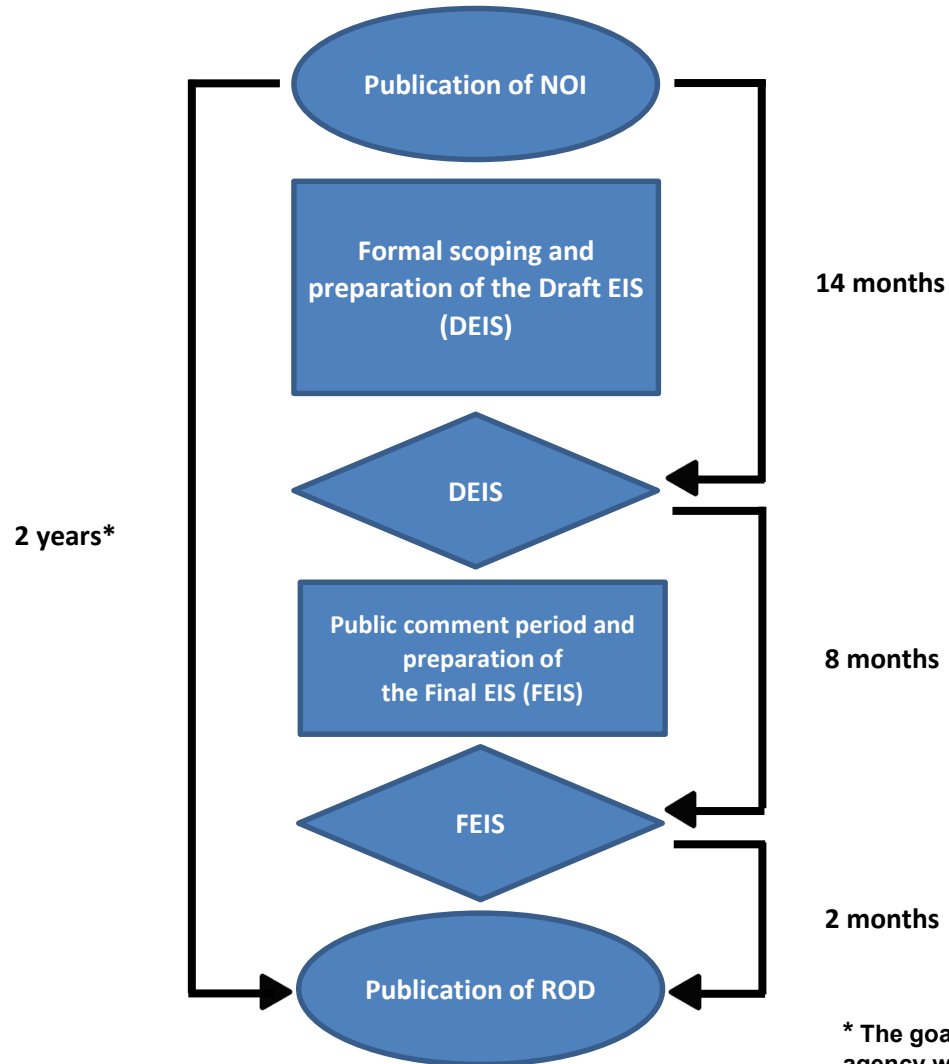 Publication of NOI
Formal scoping and
preparation of the Draft EIS
(DEIS)
14 months
DEIS
2 years*
Public comment period and
preparation of
the Final EIS (FEIS)
8 months
FEIS
2 months
Publication of ROD
* The goa